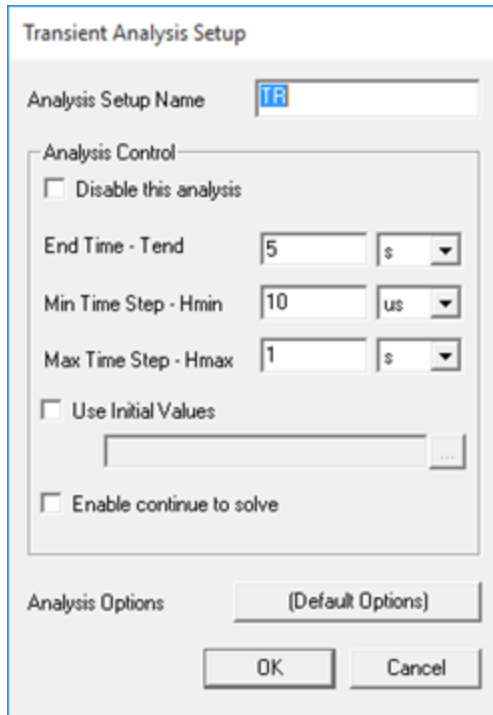 Transient Analysis Setup
Analysis Setup Name TR
Analysis Control
Disable this analysis
End Time - Tend 5 s
Min Time Step - Hmin 10 us
Max Time Step - Hmax 1 s
Use Initial Values
...
Enable continue to solve
Analysis Options (Default Options)
OK Cancel